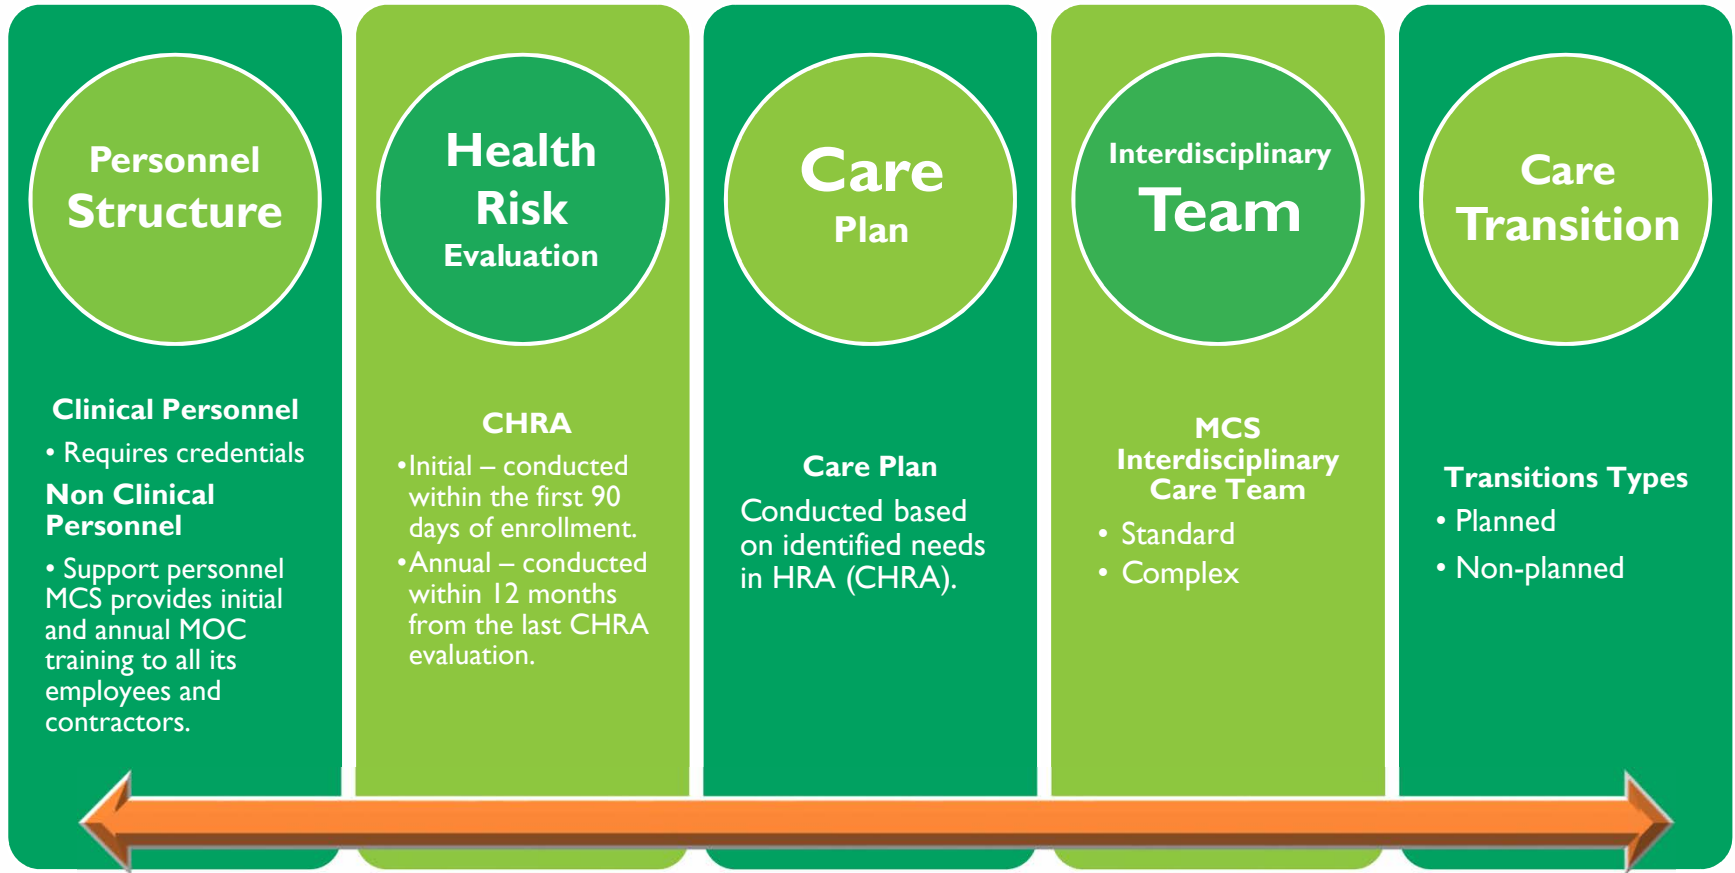 Personnel
Structure
Clinical Personnel
• Requires credentials
Non Clinical
Personnel
• Support personnel
MCS provides initial
and annual MOC
training to all its
employees and
contractors.
Health
Risk
Evaluation
CHRA
•Initial – conducted
within the first 90
days of enrollment.
•Annual – conducted
within 12 months
from the last CHRA
evaluation.
Care
Plan
Care Plan
Conducted based
on identified needs
in HRA (CHRA).
Interdisciplinary
Team
MCS
Interdisciplinary
Care Team
• Standard
• Complex
Care
Transition
Transitions Types
• Planned
• Non-planned